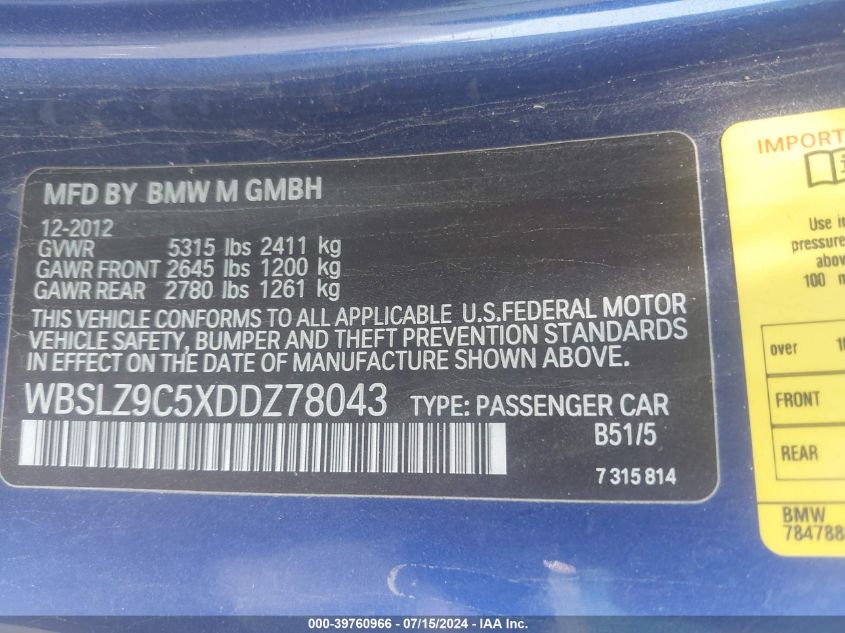 MFD BY BMW M GMBH
12-2012
GVWR 5315 lbs 2411 kg
GAWR FRONT 2645 lbs 1200 kg
GAWR REAR 2780 lbs 1261 kg
THIS VEHICLE CONFORMS TO ALL APPLICABLE U.S.FEDERAL MOTOR
VEHICLE SAFETY, BUMPER AND THEFT PREVENTION STANDARDS
IN EFFECT ON THE DATE OF MANUFACTURE SHOWN ABOVE.
WBSLZ9C5XDDZ78043 TYPE: PASSENGER CAR
B51/5
7 315 814
IMPORT
Use in
pressure
abov
100 m
over 10
FRONT
REAR
BMW
784788
000-39760966 - 07/15/2024 - IAA, Inc.